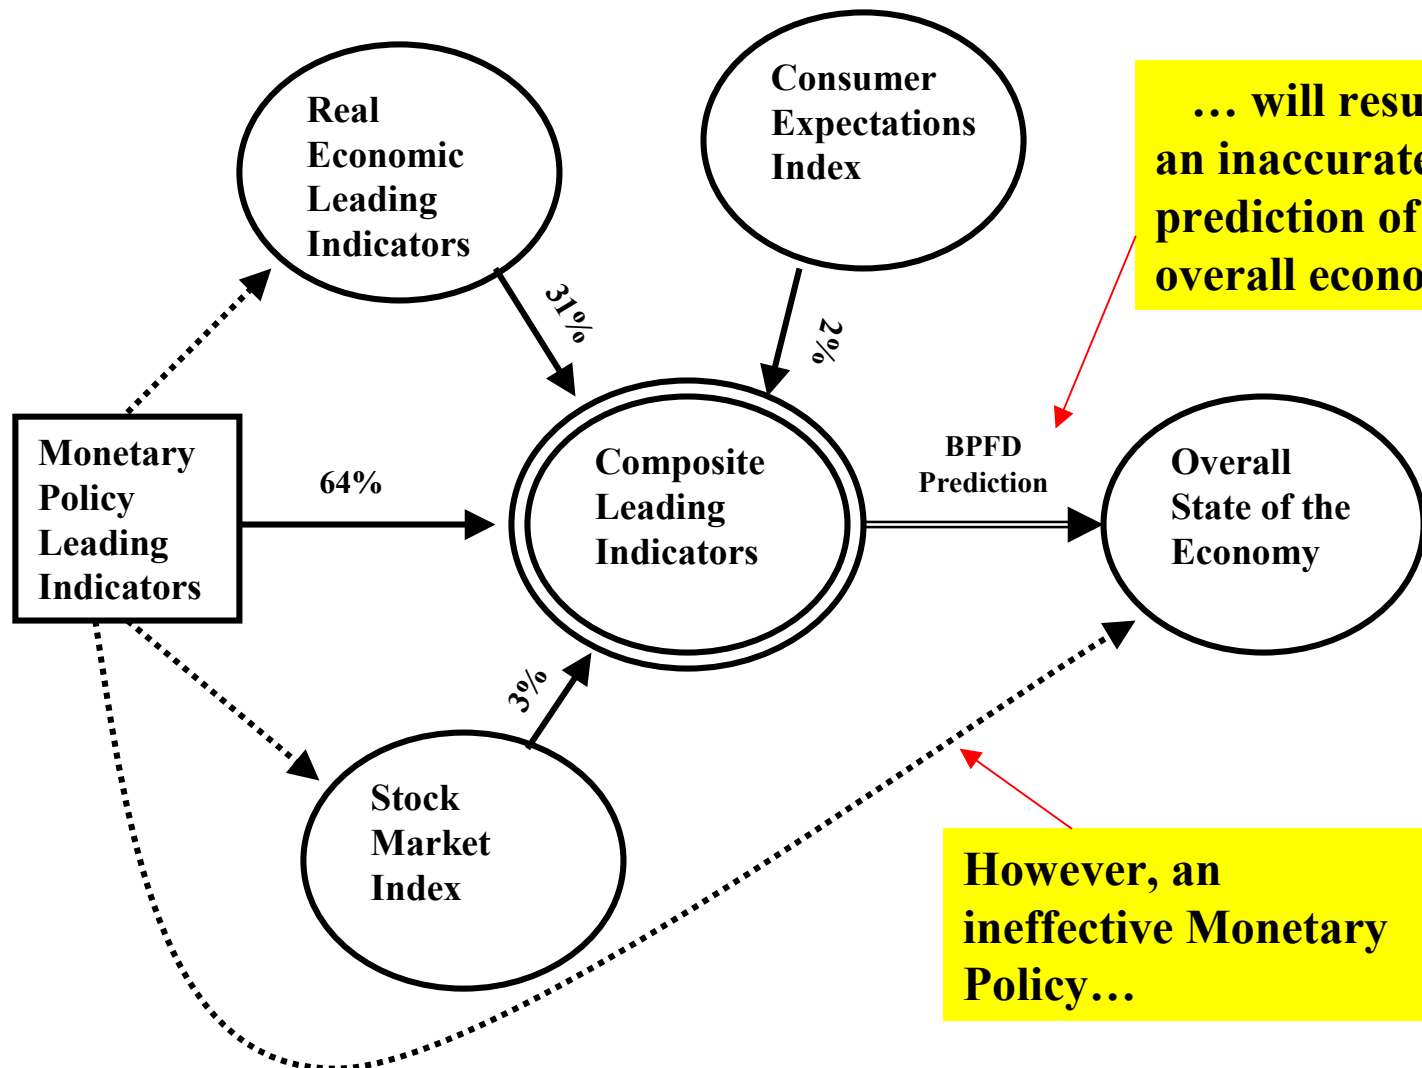 Real
Economic
Leading
Indicators
Consumer
Expectations
Index
… will resu
an inaccurate
prediction of
overall econo
31%
2%
Monetary
Policy
Leading
Indicators
64%
Composite
Leading
Indicators
BPFD
Prediction
Overall
State of the
Economy
3%
Stock
Market
Index
However, an
ineffective Monetary
Policy…